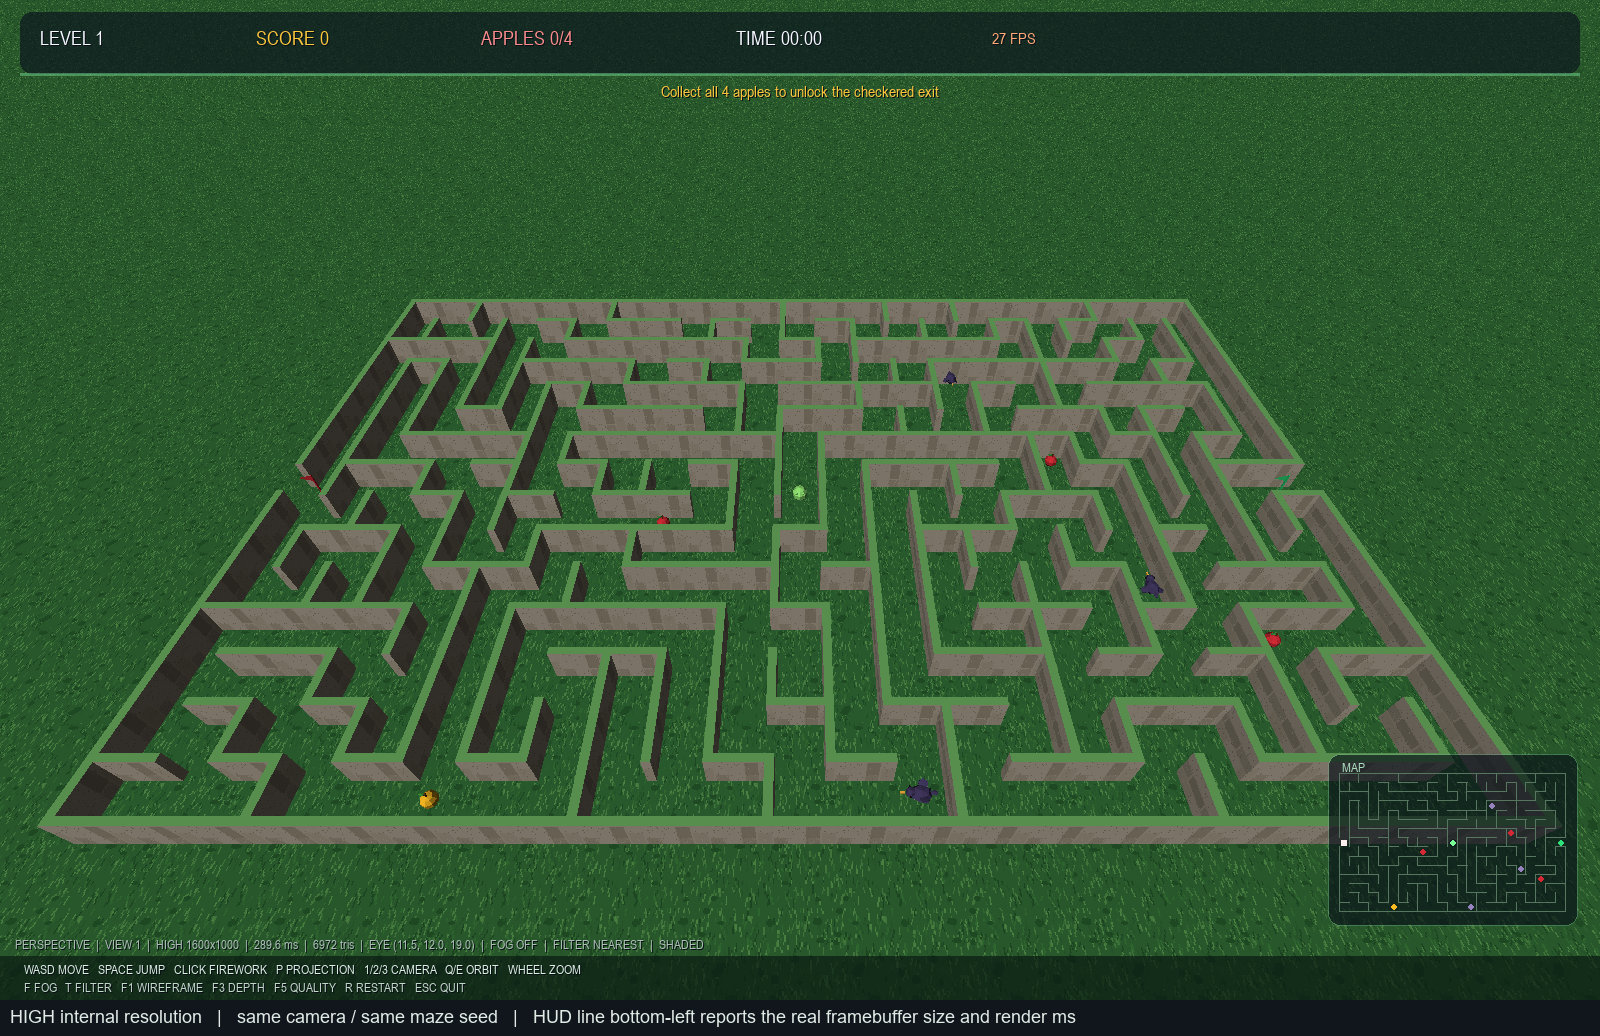 LEVEL 1 SCORE 0 APPLES 0/4 TIME 00:00 27 FPS
Collect all 4 apples to unlock the checkered exit
MAP
PERSPECTIVE | VIEW 1 | HIGH 1600x1000 | 289,6 ms | 6972 tris | EYE (11.5, 12.0, 19.0) | FOG OFF | FILTER NEAREST | SHADED
WASD MOVE SPACE JUMP CLICK FIREWORK P PROJECTION 1/2/3 CAMERA Q/E ORBIT WHEEL ZOOM
F FOG T FILTER F1 WIREFRAME F3 DEPTH F5 QUALITY R RESTART ESC QUIT
HIGH internal resolution | same camera / same maze seed | HUD line bottom-left reports the real framebuffer size and render ms